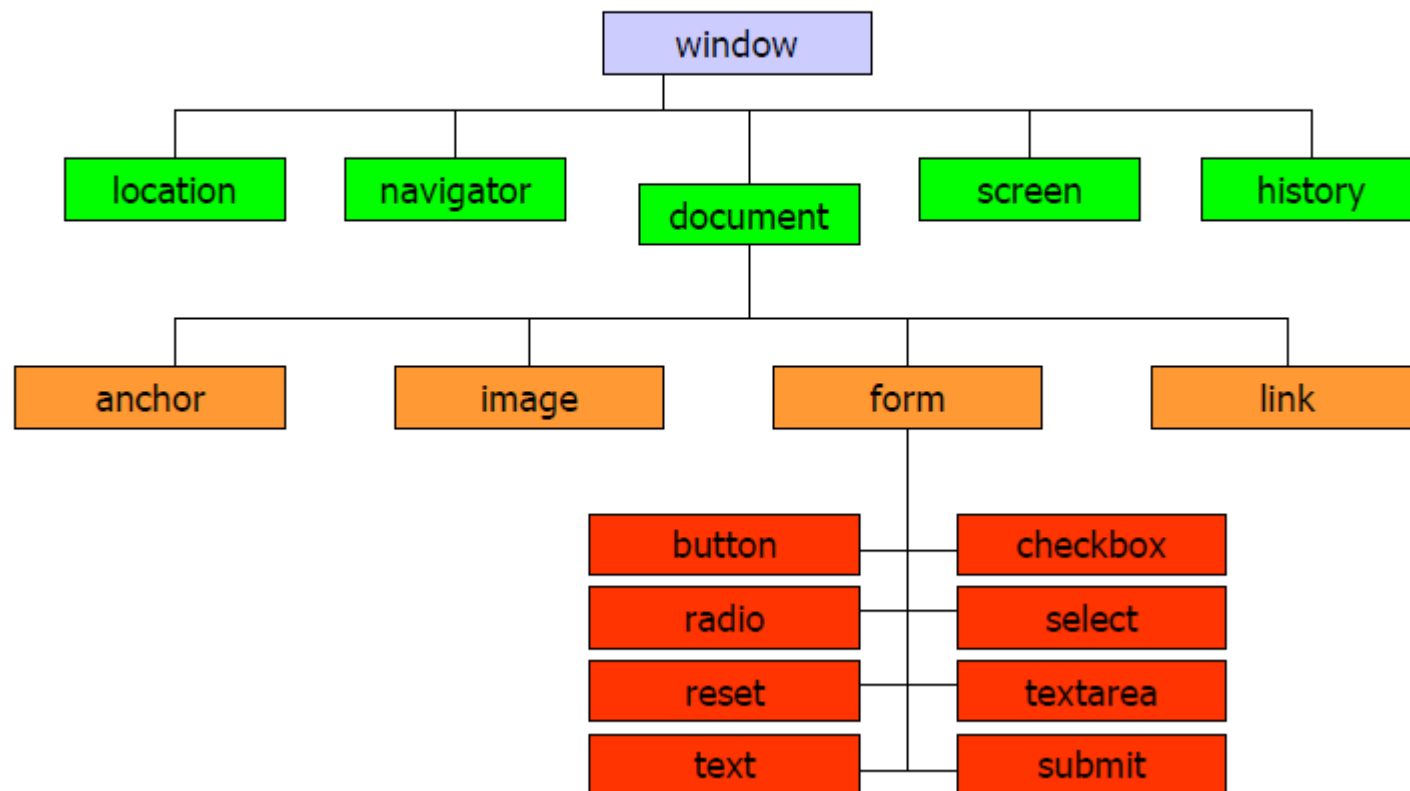 window
location
navigator
document
screen
history
anchor
image
form
link
button
checkbox
radio
select
reset
textarea
text
submit